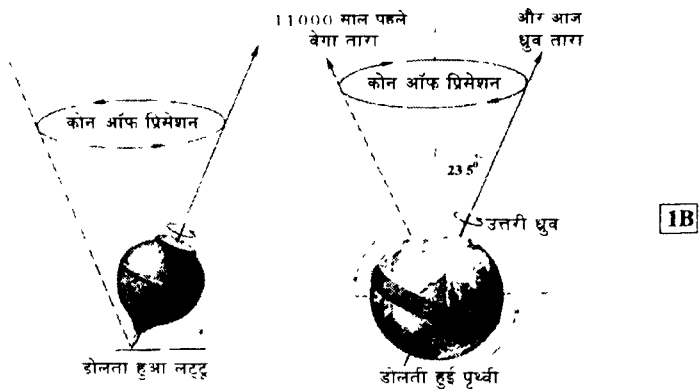 11000 माल पहले
वेगा तारा
और आज
ध्रुव तारा
कोन ऑफ प्रिसेशन
कोन ऑफ प्रिसेशन
23 5°
उत्तरी ध्रुव
1B
डोलता हुआ लट्टू
डोलती हुई पृथ्वी